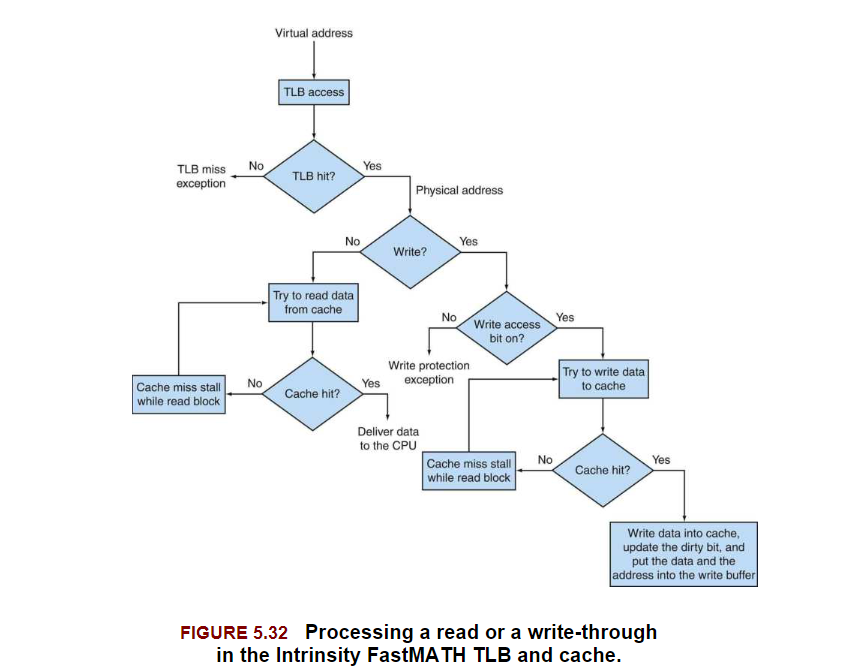 Virtual address
TLB access
TLB hit?
No
Yes
TLB miss
exception
Physical address
Write?
No
Yes
Try to read data
from cache
Write access
bit on?
No
Yes
Write protection
exception
Try to write data
to cache
Cache miss stall
while read block
No
Cache hit?
Yes
Deliver data
to the CPU
Cache miss stall
while read block
No
Cache hit?
Yes
Write data into cache,
update the dirty bit, and
put the data and the
address into the write buffer
FIGURE 5.32 Processing a read or a write-through
in the Intrinsity FastMATH TLB and cache.